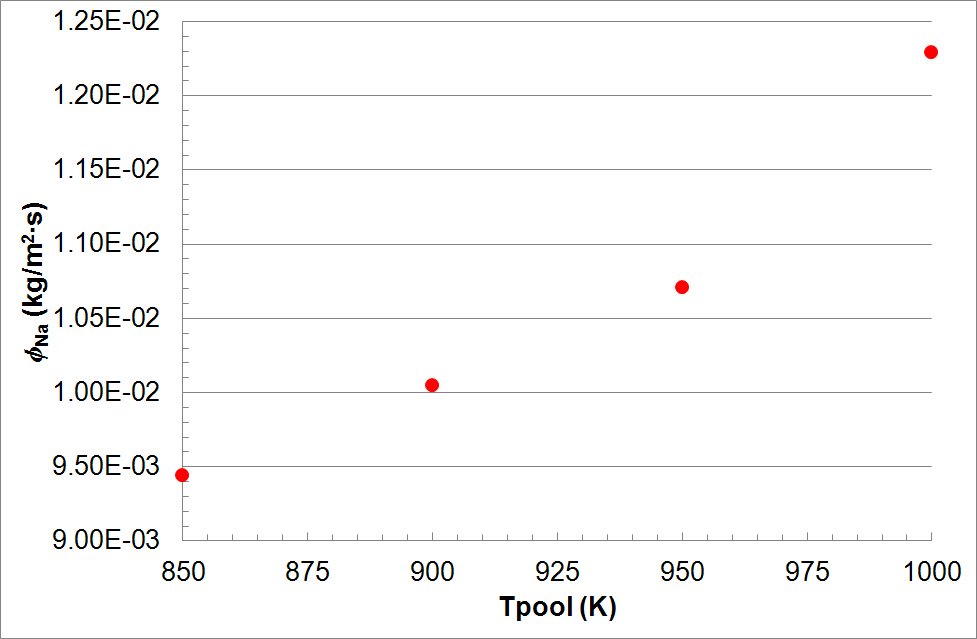 1.25E-02
1.20E-02
1.15E-02
1.10E-02
1.05E-02
1.00E-02
9.50E-03
9.00E-03
ϕNa (kg/m²·s)
850 875 900 925 950 975 1000
Tpool (K)